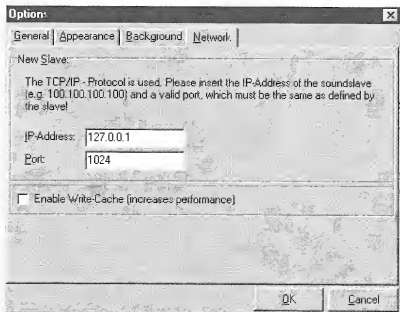 Options
General Appearance Background Network
New Slave:
The TCP/IP - Protocol is used. Please insert the IP-Address of the soundslave
(e.g. 100.100.100.100) and a valid port, which must be the same as defined by
the slave!
IP-Address: 127.0.0.1
Port: 1024
Enable Write-Cache (increases performance)
OK Cancel